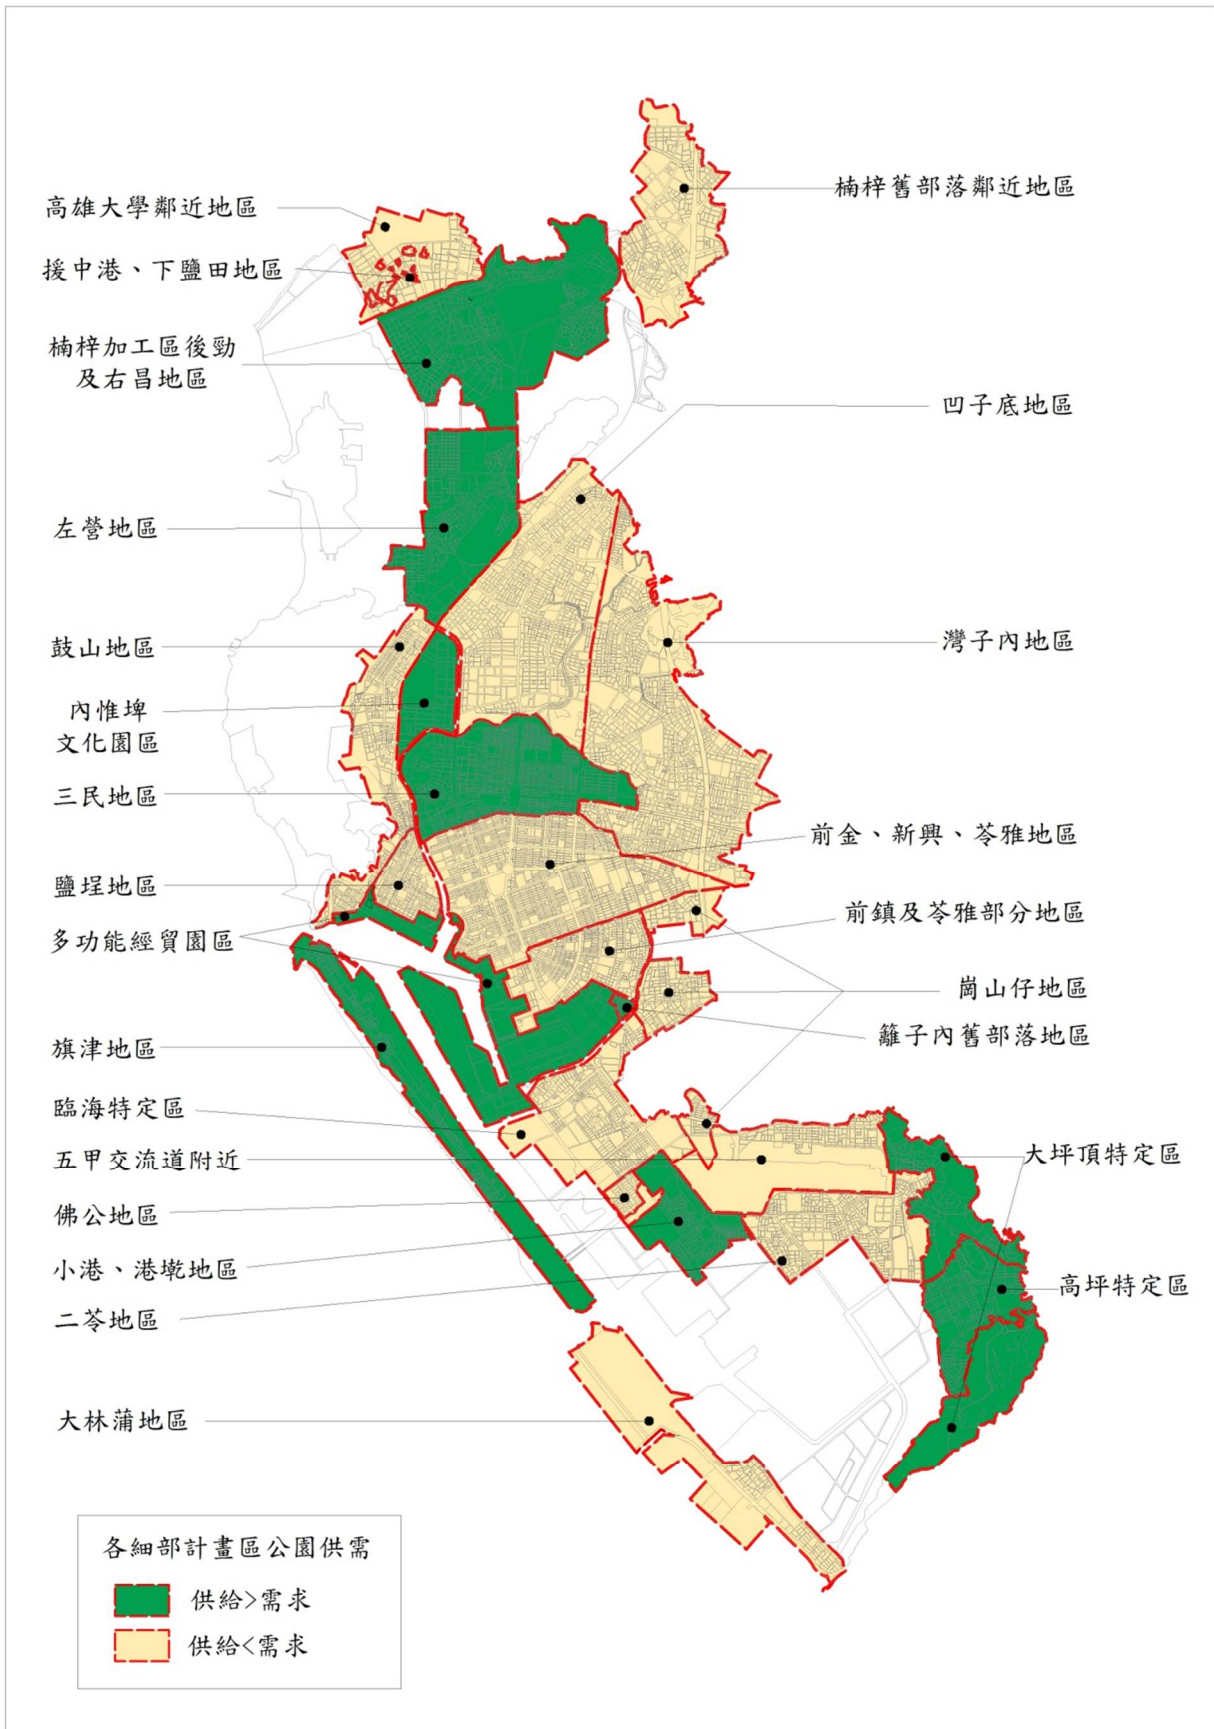 高雄大學鄰近地區
援中港、下鹽田地區
楠梓加工區後勁
及右昌地區
左營地區
鼓山地區
內惟埤
文化園區
三民地區
鹽埕地區
多功能經貿園區
旗津地區
臨海特定區
五甲交流道附近
佛公地區
小港、港墘地區
二苓地區
大林蒲地區
楠梓舊部落鄰近地區
凹子底地區
灣子內地區
前金、新興、苓雅地區
前鎮及苓雅部分地區
崗山仔地區
籬子內舊部落地區
大坪頂特定區
高坪特定區
各細部計畫區公園供需
供給>需求
供給<需求